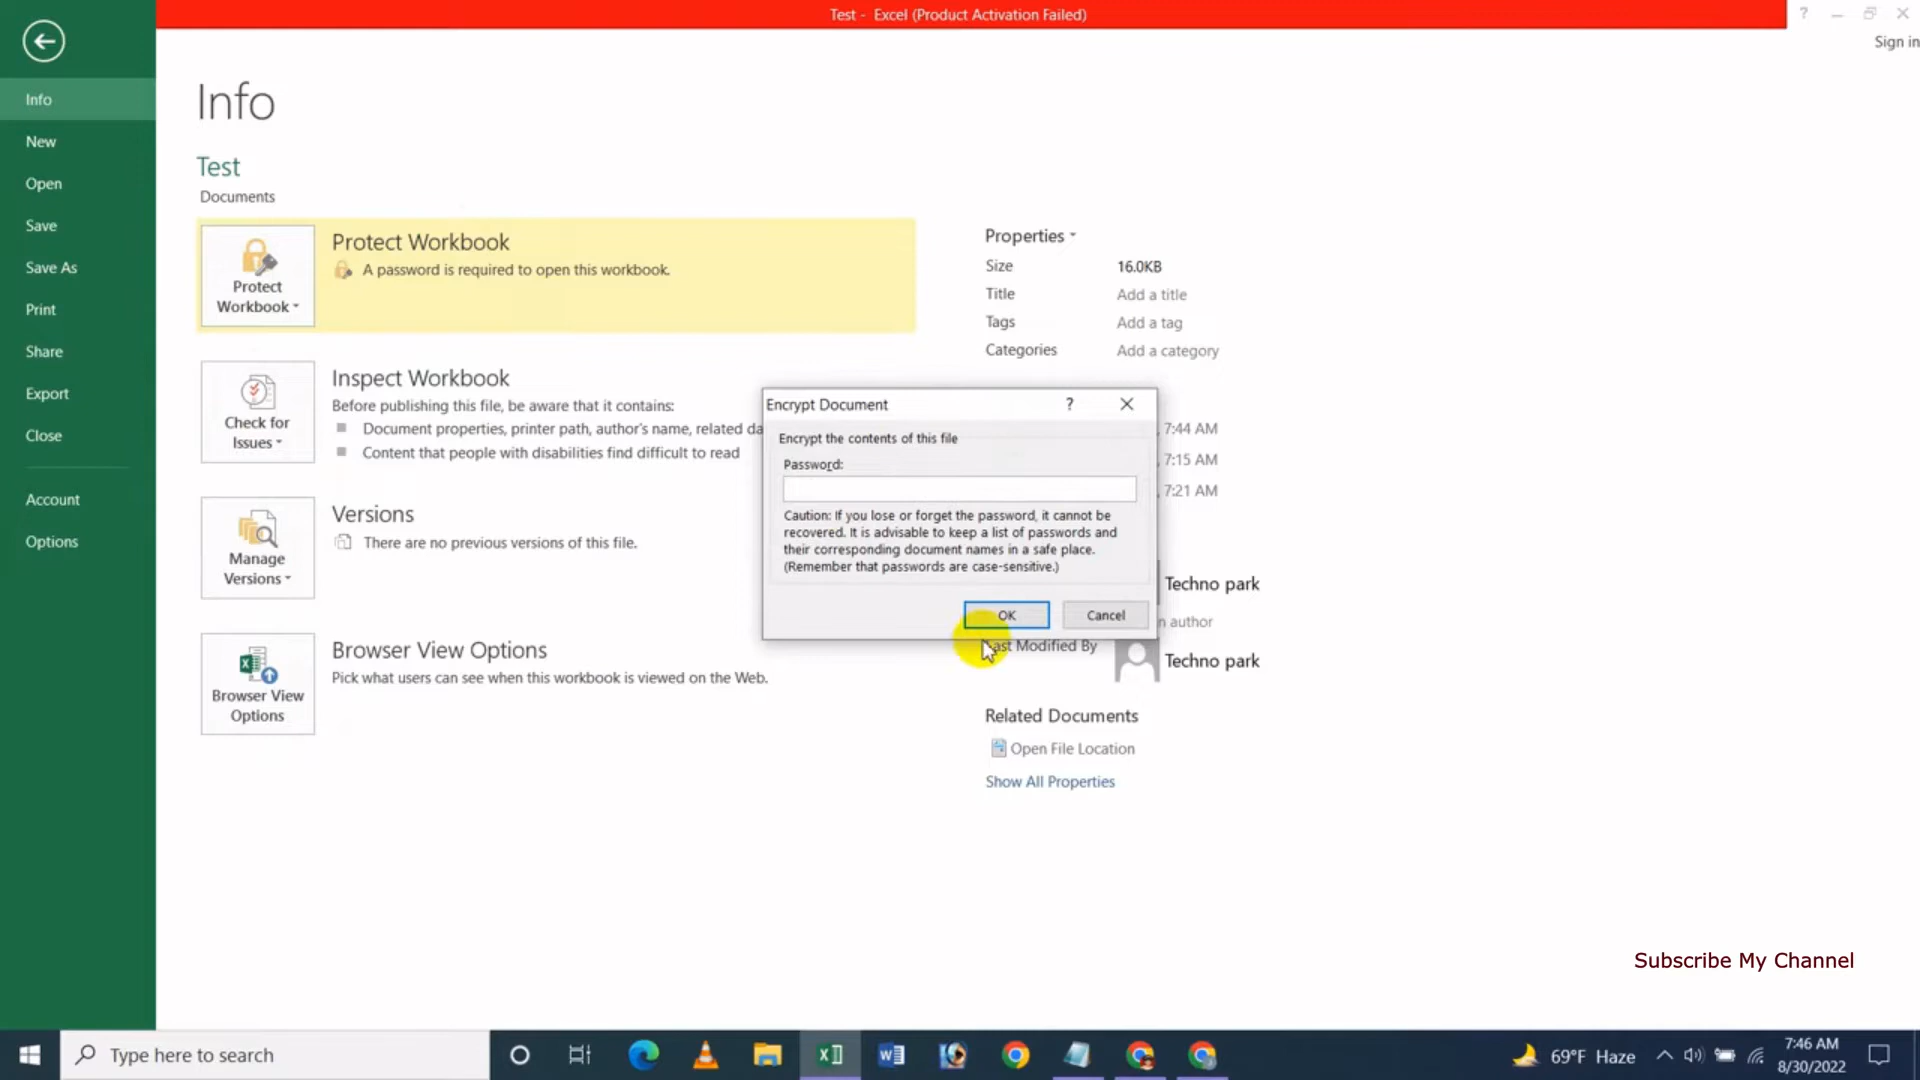 Test -  Excel (Product Activation Failed)
?
Sign in
Info
New
Open
Save
Save As
Print
Share
Export
Close
Account
Options
Info
Test
Documents
Protect
Workbook
Protect Workbook
A password is required to open this workbook.
Check for
Issues
Inspect Workbook
Before publishing this file, be aware that it contains:
Document properties, printer path, author's name, related da
Content that people with disabilities find difficult to read
Manage
Versions
Versions
There are no previous versions of this file.
Browser View
Options
Browser View Options
Pick what users can see when this workbook is viewed on the Web.
Properties
Size 16.0KB
Title Add a title
Tags Add a tag
Categories Add a category
, 7:44 AM
, 7:15 AM
, 7:21 AM
Techno park
n author
Last Modified By
Techno park
Related Documents
Open File Location
Show All Properties
Encrypt Document ?
Encrypt the contents of this file
Password:
Caution: If you lose or forget the password, it cannot be
recovered. It is advisable to keep a list of passwords and
their corresponding document names in a safe place.
(Remember that passwords are case-sensitive.)
OK Cancel
Subscribe My Channel
Type here to search
69°F Haze
7:46 AM
8/30/2022